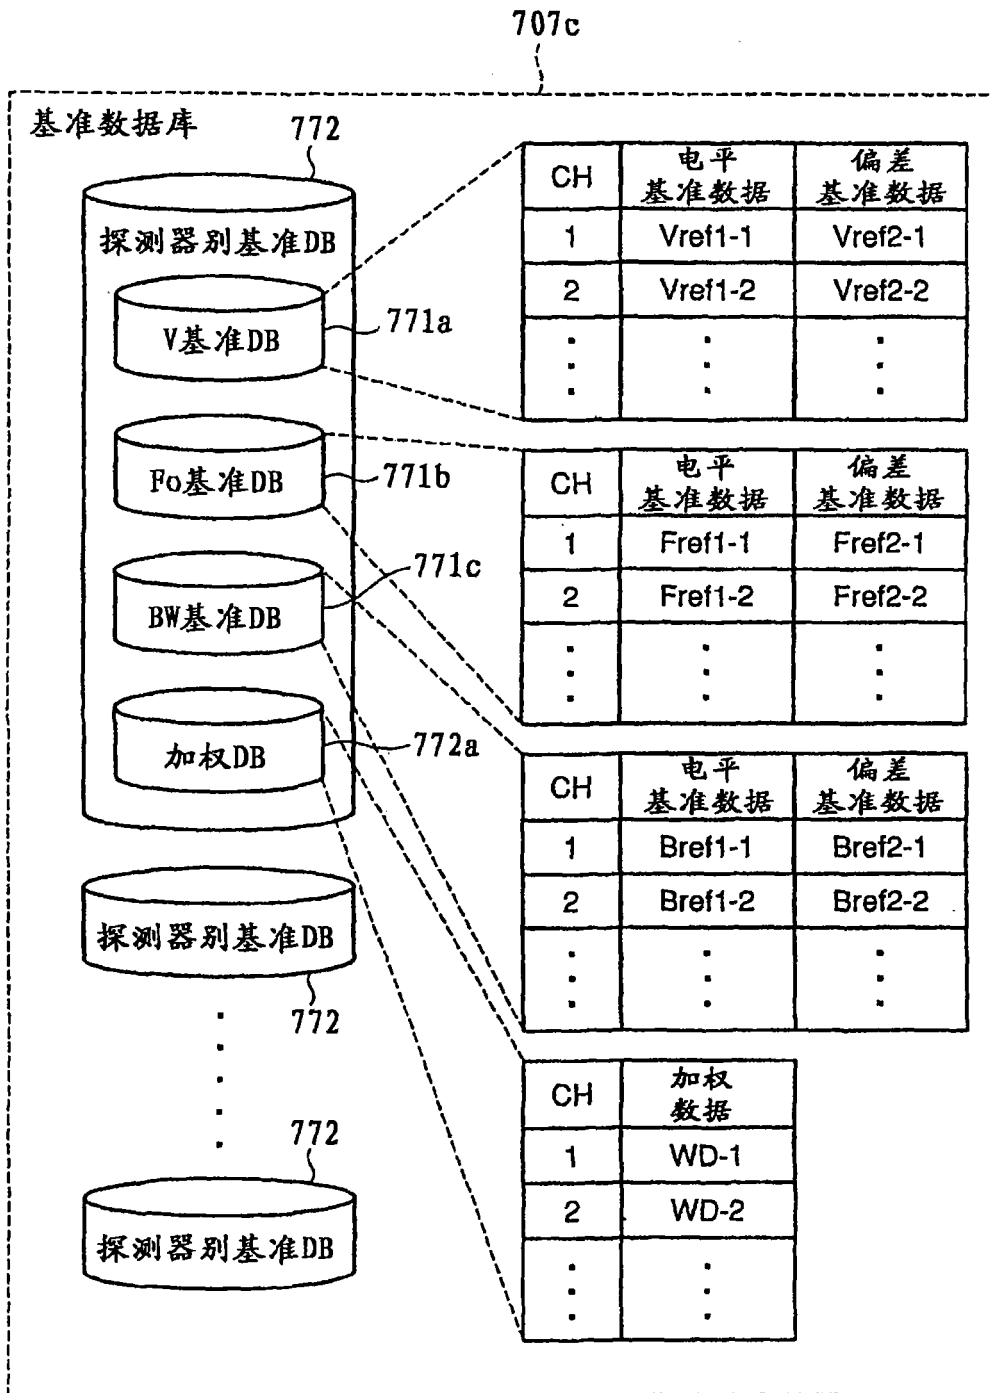 707c
基准数据库
772
探测器别基准DB
V基准DB
771a
Fo基准DB
771b
BW基准DB
771c
加权DB
772a
探测器别基准DB
772
772
探测器别基准DB
CH 电平基准数据 偏差基准数据
1 Vref1-1 Vref2-1
2 Vref1-2 Vref2-2
CH 电平基准数据 偏差基准数据
1 Fref1-1 Fref2-1
2 Fref1-2 Fref2-2
CH 电平基准数据 偏差基准数据
1 Bref1-1 Bref2-1
2 Bref1-2 Bref2-2
CH 加权数据
1 WD-1
2 WD-2